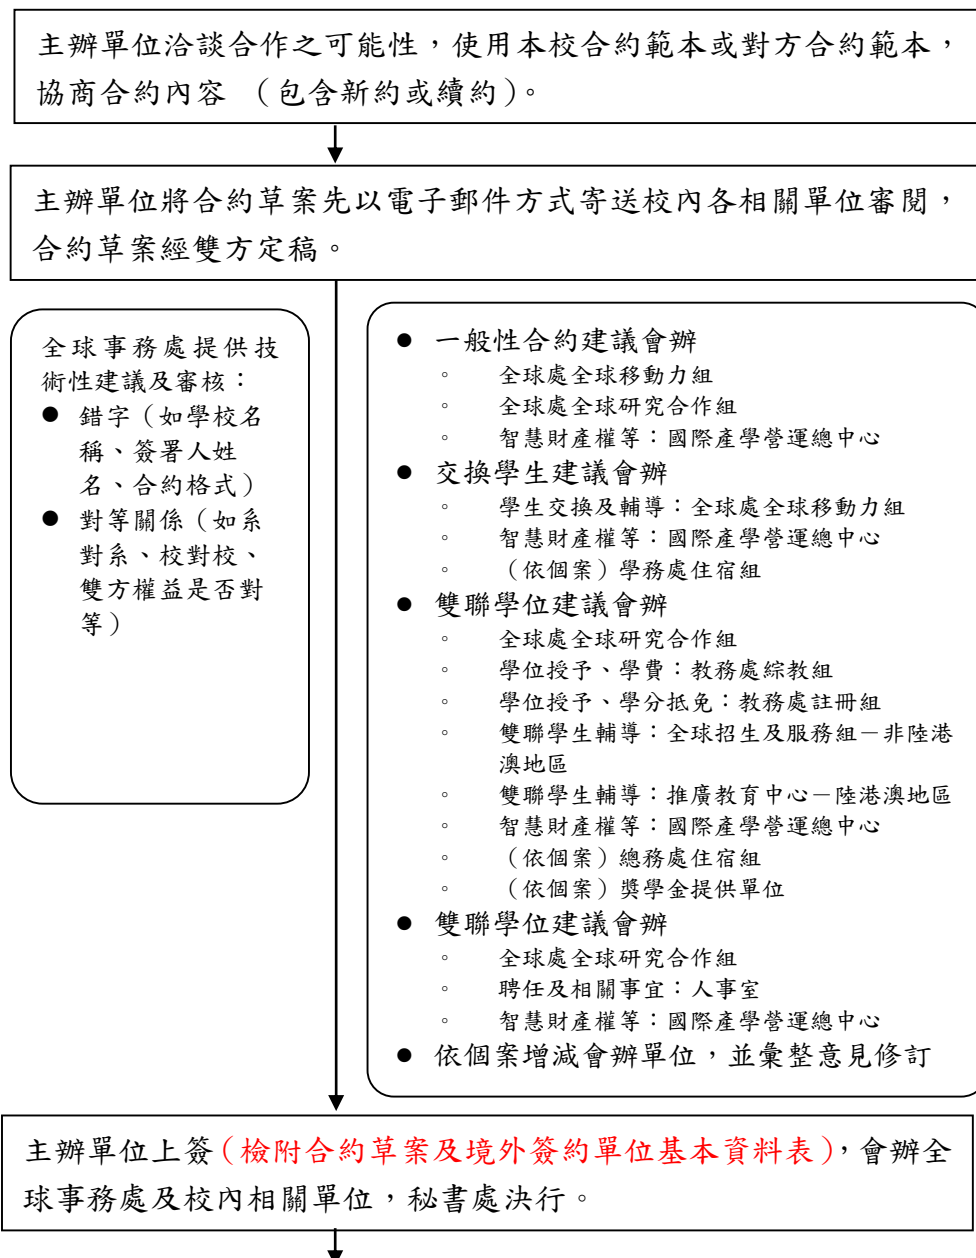 主辦單位洽談合作之可能性，使用本校合約範本或對方合約範本，
協商合約內容 （包含新約或續約）。
主辦單位將合約草案先以電子郵件方式寄送校內各相關單位審閱，
合約草案經雙方定稿。
全球事務處提供技
術性建議及審核：
● 錯字（如學校名
稱、簽署人姓
名、合約格式）
● 對等關係（如系
對系、校對校、
雙方權益是否對
等）
● 一般性合約建議會辦
◦ 全球處全球移動力組
◦ 全球處全球研究合作組
◦ 智慧財產權等：國際產學營運總中心
● 交換學生建議會辦
◦ 學生交換及輔導：全球處全球移動力組
◦ 智慧財產權等：國際產學營運總中心
◦ （依個案）學務處住宿組
● 雙聯學位建議會辦
◦ 全球處全球研究合作組
◦ 學位授予、學費：教務處綜教組
◦ 學位授予、學分抵免：教務處註冊組
◦ 雙聯學生輔導：全球招生及服務組－非陸港
澳地區
◦ 雙聯學生輔導：推廣教育中心－陸港澳地區
◦ 智慧財產權等：國際產學營運總中心
◦ （依個案）總務處住宿組
◦ （依個案）獎學金提供單位
● 雙聯學位建議會辦
◦ 全球處全球研究合作組
◦ 聘任及相關事宜：人事室
◦ 智慧財產權等：國際產學營運總中心
● 依個案增減會辦單位，並彙整意見修訂
主辦單位上簽（檢附合約草案及境外簽約單位基本資料表），會辦全
球事務處及校內相關單位，秘書處決行。